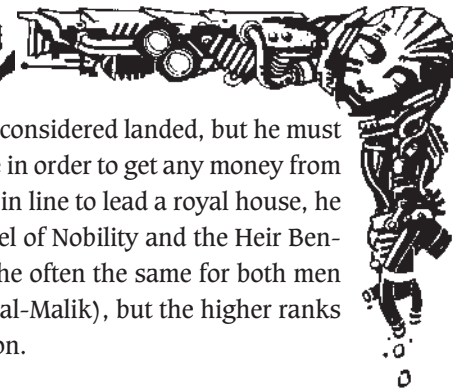 considered landed, but he must
e in order to get any money from
in line to lead a royal house, he
el of Nobility and the Heir Ben-
he often the same for both men
al-Malik), but the higher ranks
on.